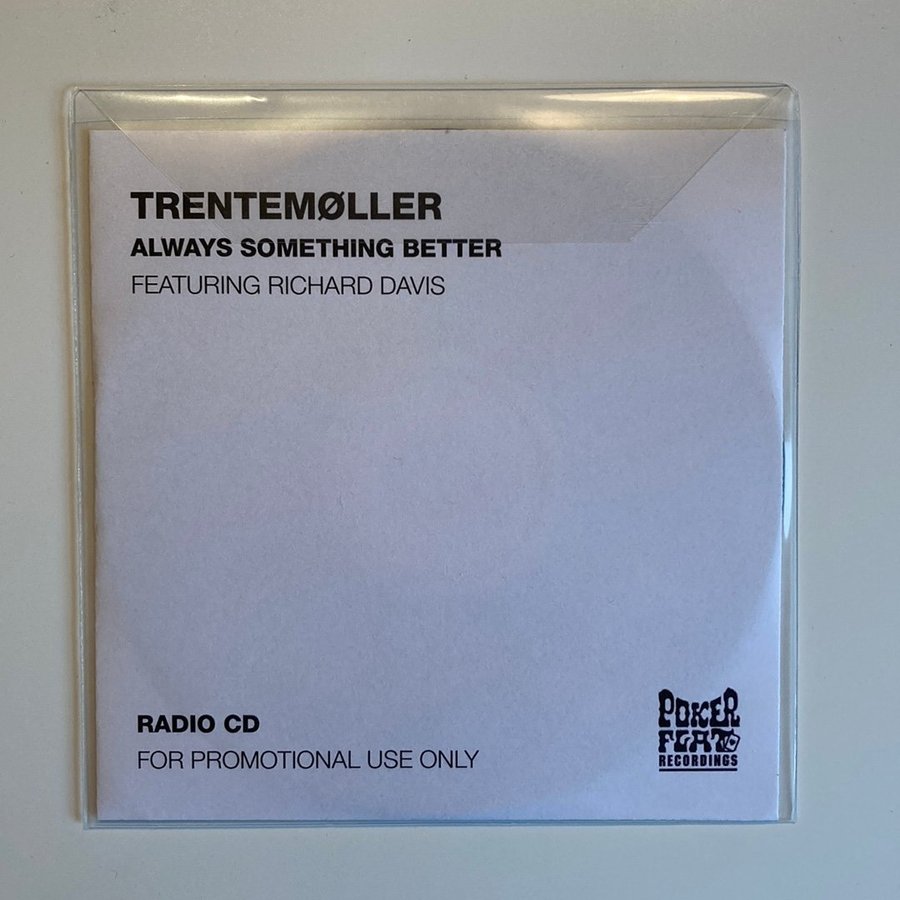 TRENTEMØLLER
ALWAYS SOMETHING BETTER
FEATURING RICHARD DAVIS
RADIO CD
FOR PROMOTIONAL USE ONLY
POKER
FLAT
RECORDINGS